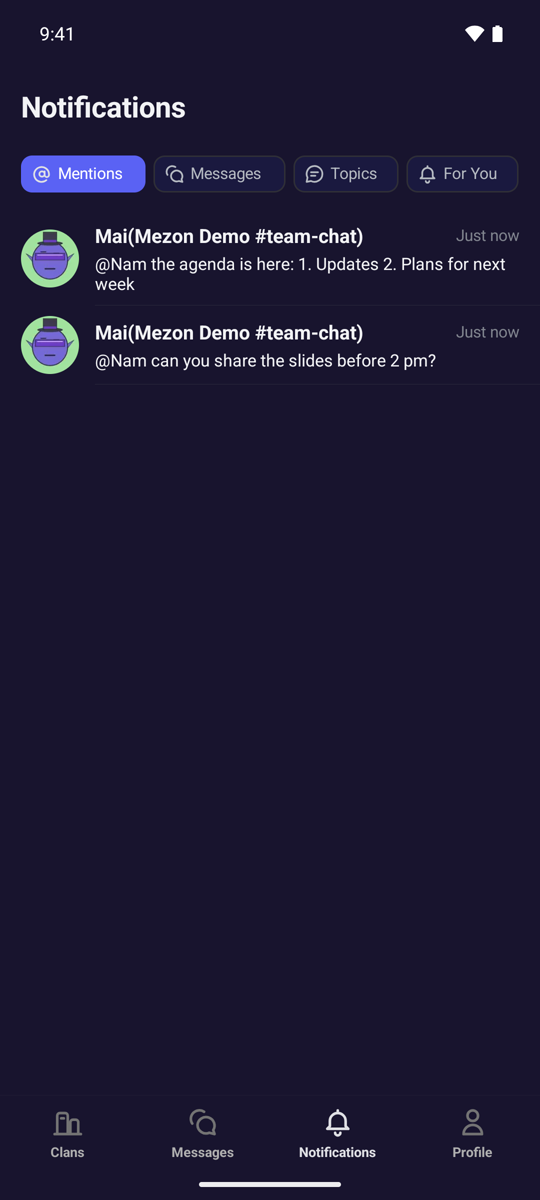 9:41
Notifications
Mentions
Messages
Topics
For You
Mai(Mezon Demo #team-chat)
Just now
@Nam the agenda is here: 1. Updates 2. Plans for next
week
Mai(Mezon Demo #team-chat)
Just now
@Nam can you share the slides before 2 pm?
Clans
Messages
Notifications
Profile